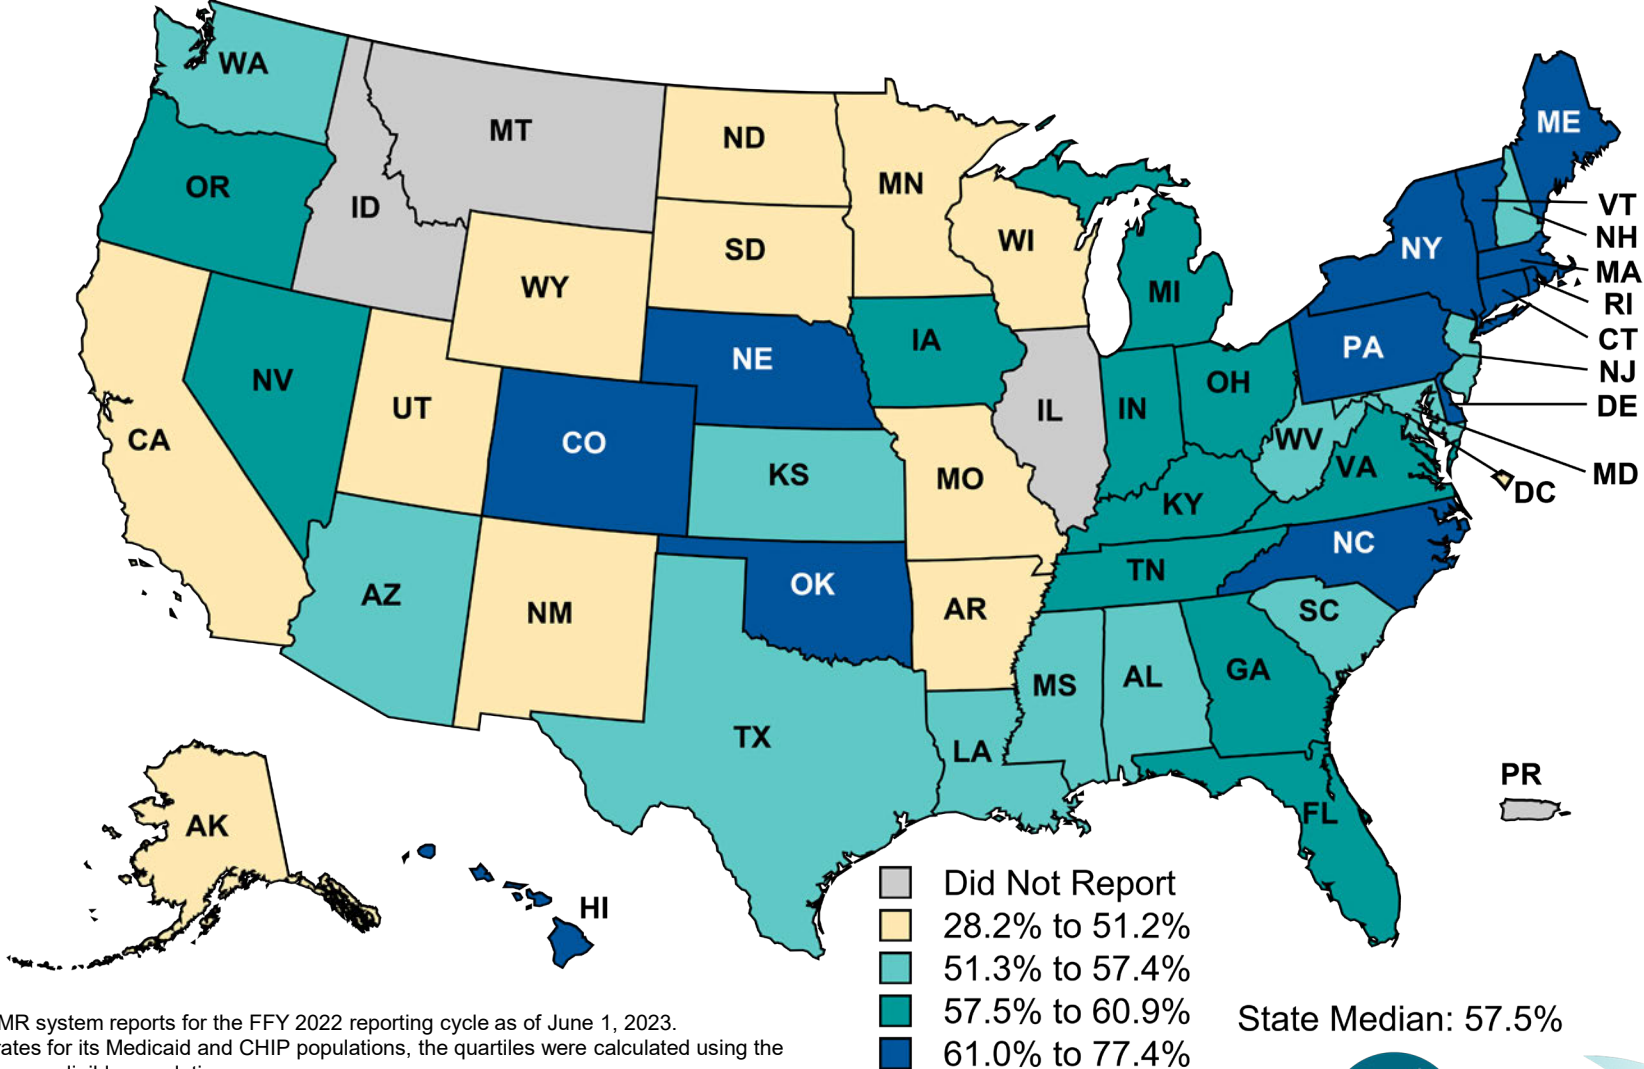 WA
MT
ND
MN
ME
OR
ID
SD
WI
WY
MI
NY
VT
NH
MA
RI
CT
NJ
DE
MD
DC
NE
IA
PA
NV
UT
CO
IL
IN
OH
CA
KS
MO
WV
VA
KY
NC
AZ
NM
OK
AR
TN
SC
TX
LA
MS
AL
GA
FL
PR
AK
HI
Did Not Report
28.2% to 51.2%
51.3% to 57.4%
57.5% to 60.9%
61.0% to 77.4%
State Median: 57.5%
MR system reports for the FFY 2022 reporting cycle as of June 1, 2023.
rates for its Medicaid and CHIP populations, the quartiles were calculated using the